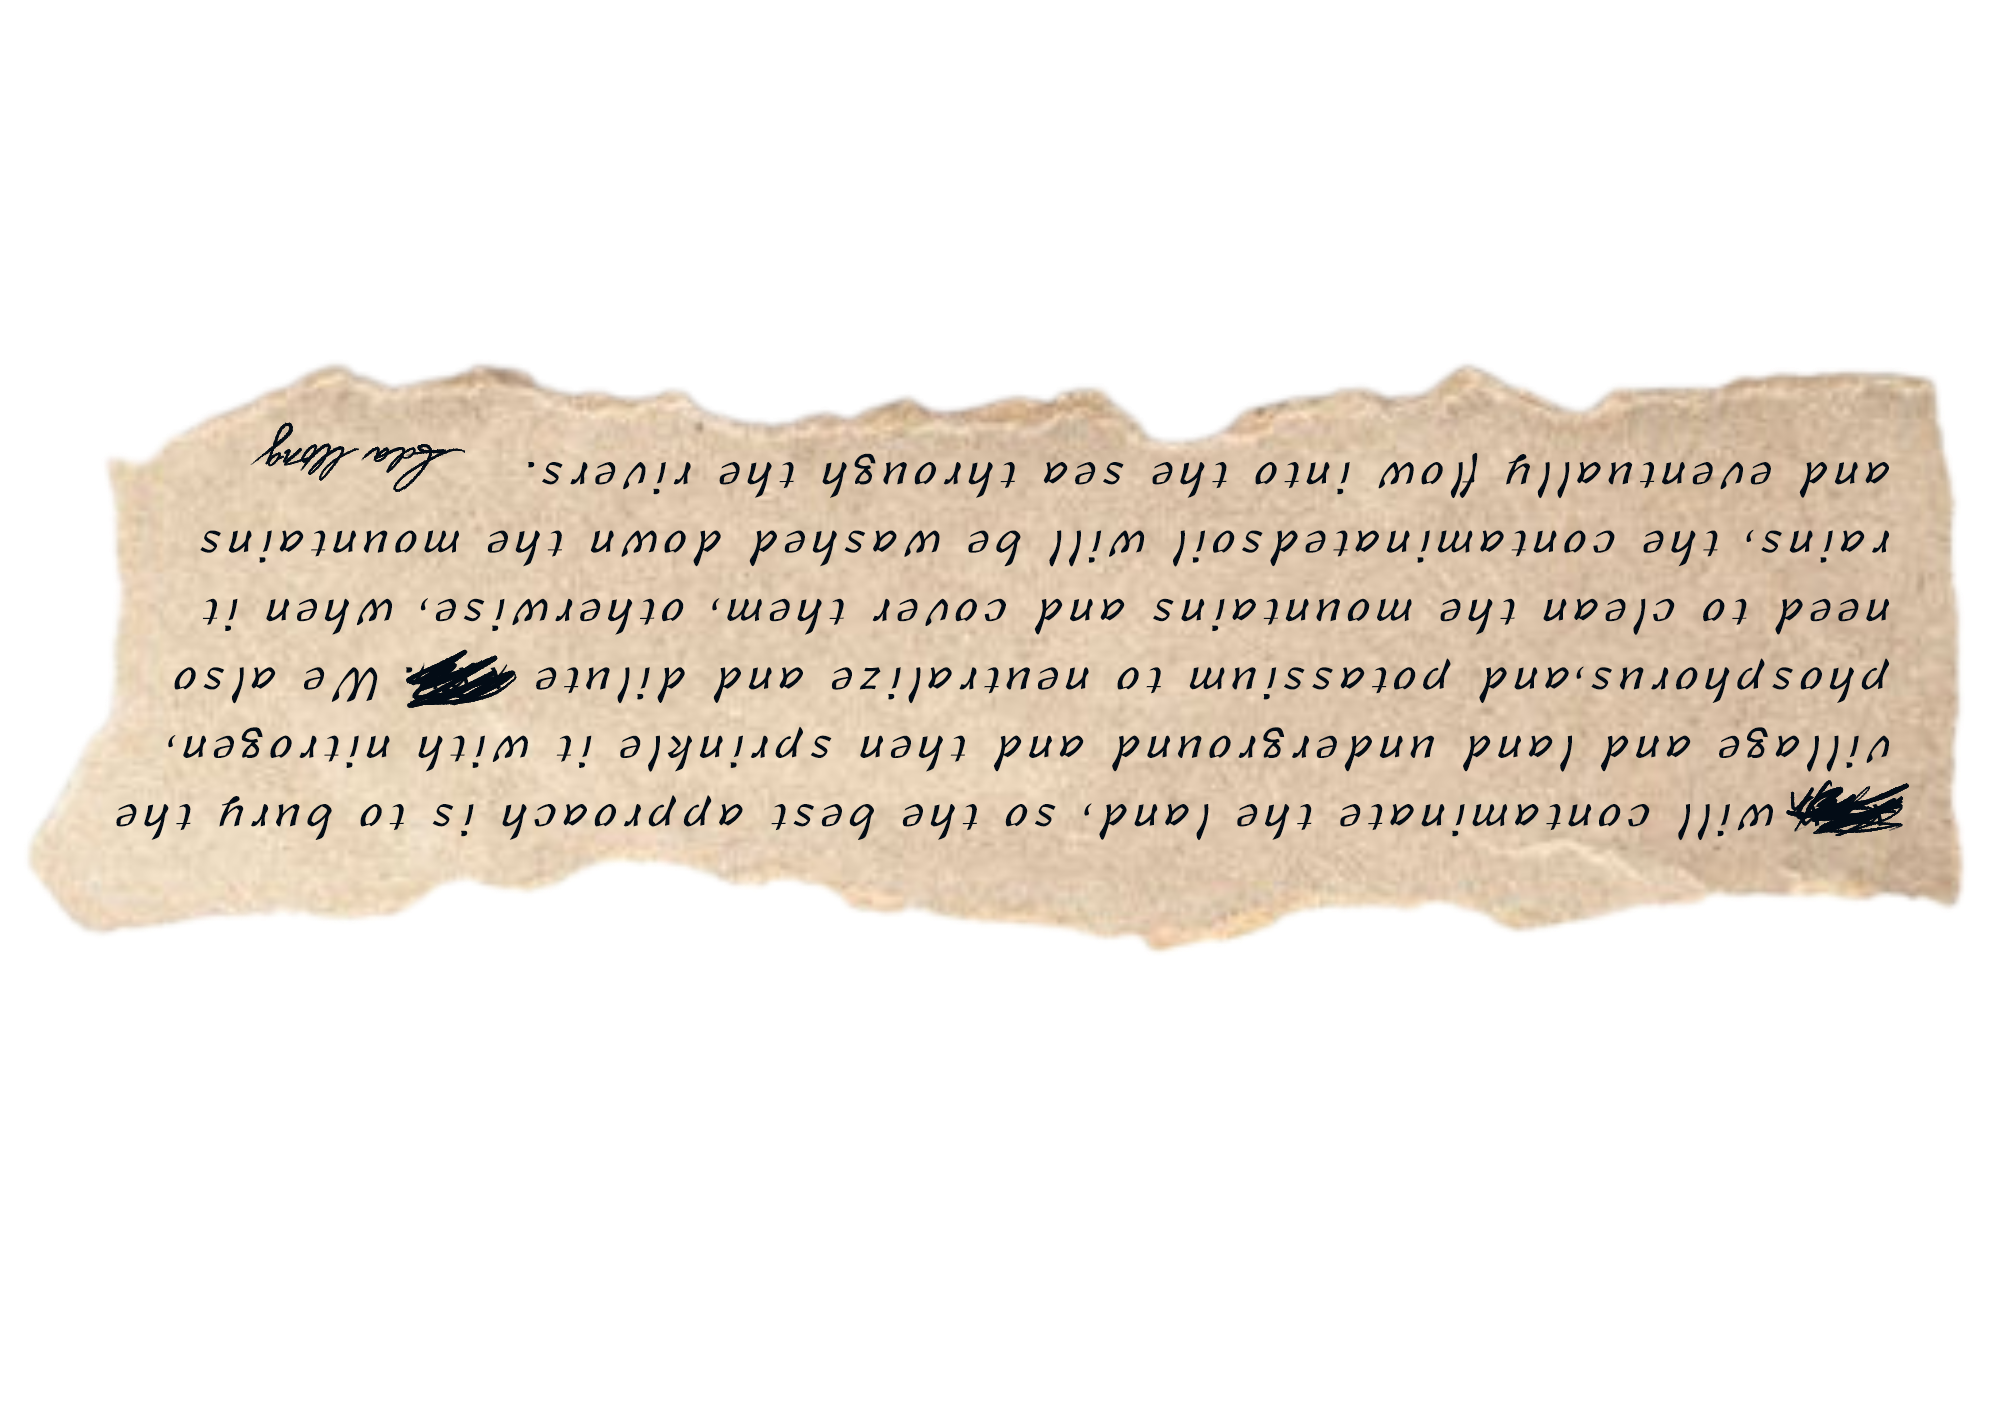 will contaminate the land, so the best approach is to bury the
village and land underground and then sprinkle it with nitrogen,
phosphorus,and potassium to neutralize and dilute . We also
need to clean the mountains and cover them, otherwise, when it
rains, the contaminatedsoil will be washed down the mountains
and eventually flow into the sea through the rivers. Ada Wong